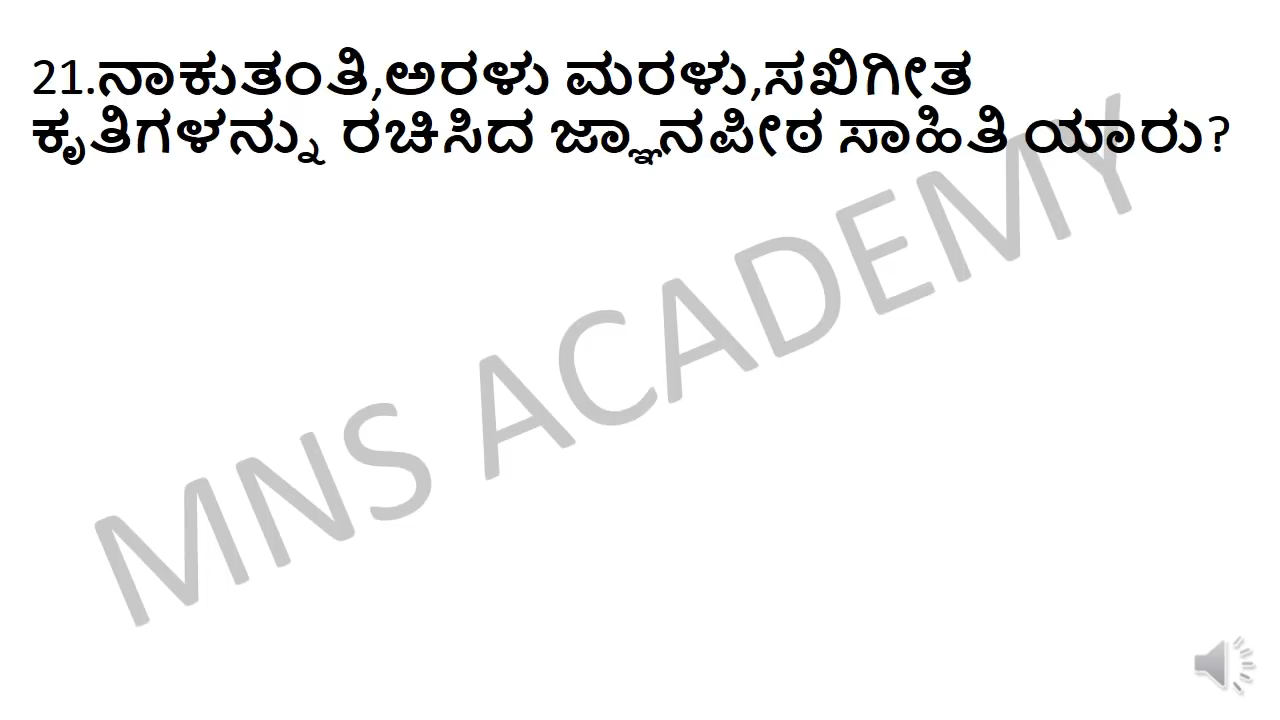 21.ನಾಕುತಂತಿ,ಅರಳು ಮರಳು,ಸಖಿಗೀತ
ಕೃತಿಗಳನ್ನು ರಚಿಸಿದ ಜ್ಞಾನಪೀಠ ಸಾಹಿತಿ ಯಾರು?
MNS ACADEMY